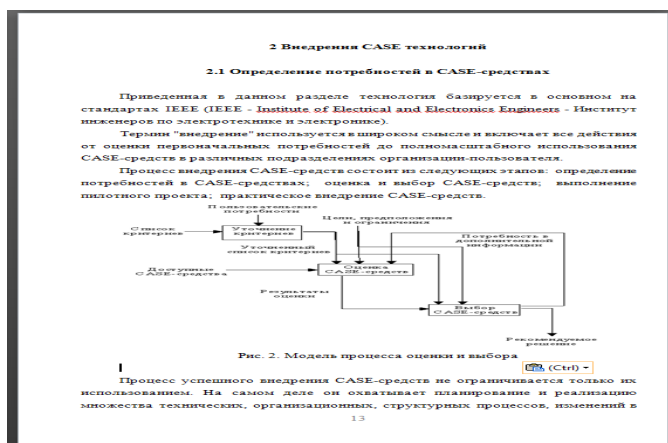 2 Внедрения CASE технологий
2.1 Определение потребностей в CASE-средствах
Приведенная в данном разделе технология базируется в основном на
стандартах IEEE (IEEE - Institute of Electrical and Electronics Engineers - Институт
инженеров по электротехнике и электронике).
Термин "внедрение" используется в широком смысле и включает все действия
от оценки первоначальных потребностей до полномасштабного использования
CASE-средств в различных подразделениях организации-пользователя.
Процесс внедрения CASE-средств состоит из следующих этапов: определение
потребностей в CASE-средствах; оценка и выбор CASE-средств; выполнение
пилотного проекта; практическое внедрение CASE-средств.
Пользовательские
потребности
Цели, предположения
и ограничения
Список
критериев
Уточнение
критериев
Потребность в
дополнительной
информации
Уточненный
список критериев
Доступные
CASE-средства
Оценка
CASE-средств
Результаты
оценки
Выбор
CASE-средств
Рекомендуемое
решение
Рис. 2. Модель процесса оценки и выбора
(Ctrl)
Процесс успешного внедрения CASE-средств не ограничивается только их
использованием. На самом деле он охватывает планирование и реализацию
множества технических, организационных, структурных процессов, изменений в
13